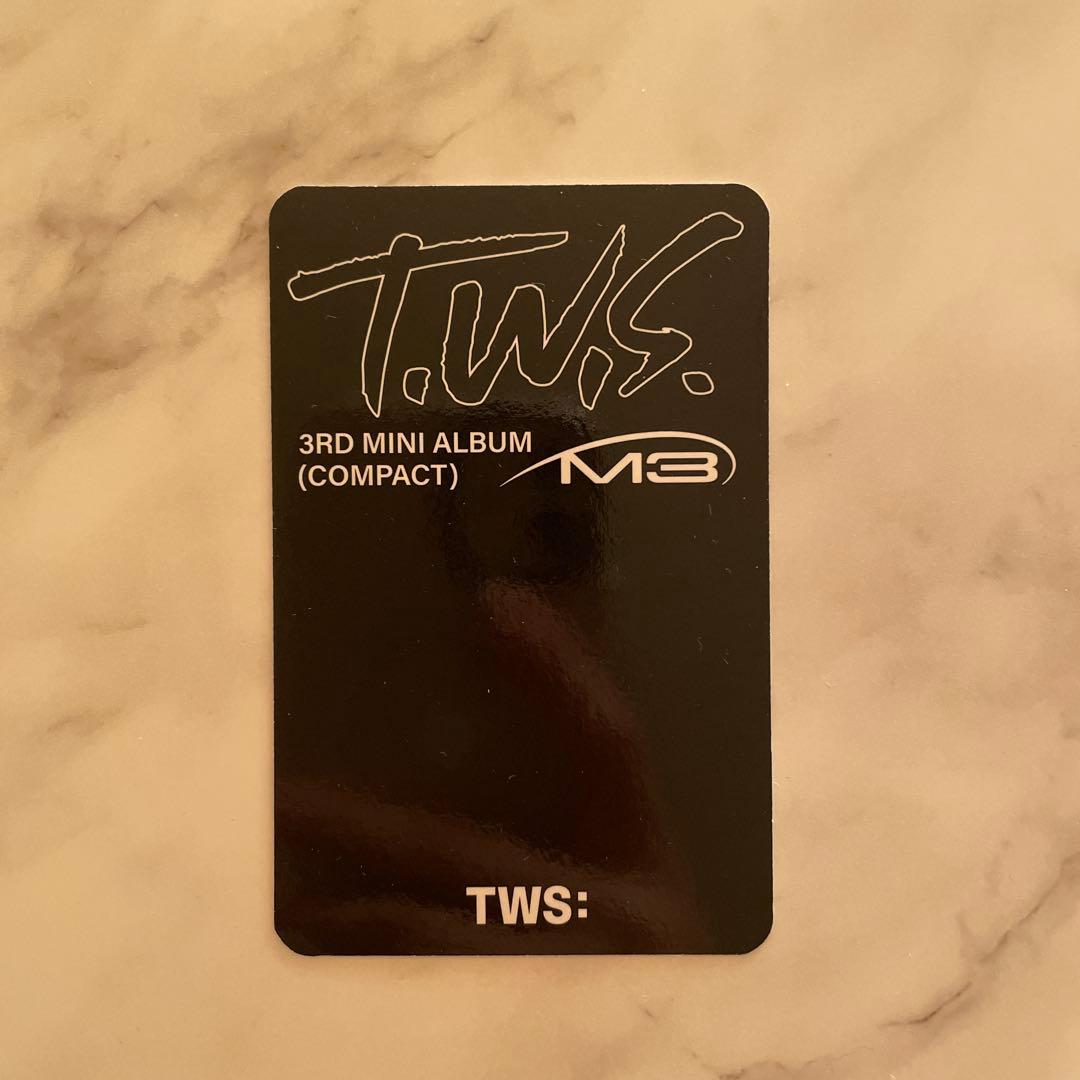 T.W.S.
3RD MINI ALBUM
(COMPACT)
M3
TWS: